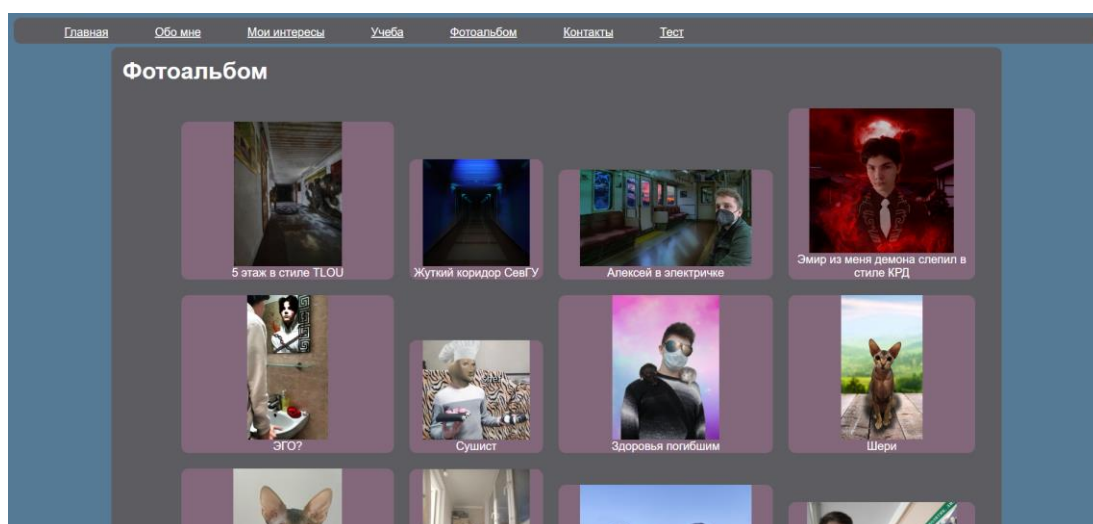 Главная Обо мне Мои интересы Учеба Фотоальбом Контакты Тест
Фотоальбом
5 этаж в стиле TLOU
Жуткий коридор СевГУ
Алексей в электричке
Эмир из меня демона слепил в
стиле КРД
ЭГО?
Сушист
Здоровья погибшим
Шери